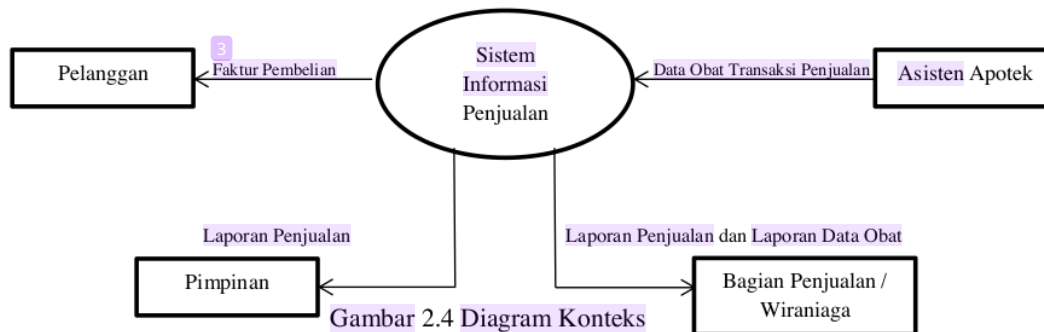 3
Pelanggan
Faktur Pembelian
Sistem
Informasi
Penjualan
Data Obat Transaksi Penjualan
Asisten Apotek
Laporan Penjualan
Laporan Penjualan dan Laporan Data Obat
Pimpinan
Bagian Penjualan /
Wiraniaga
Gambar 2.4 Diagram Konteks